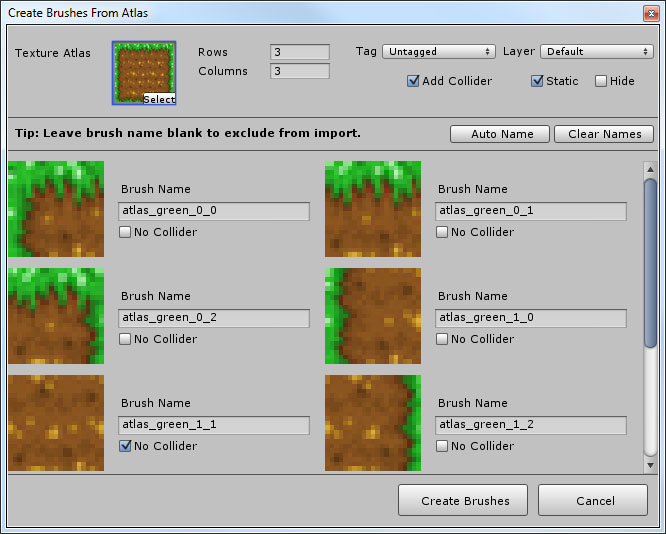 Create Brushes From Atlas
Texture Atlas
Select
Rows 3
Columns 3
Tag Untagged
Layer Default
Add Collider
Static
Hide
Tip: Leave brush name blank to exclude from import.
Auto Name
Clear Names
Brush Name
atlas_green_0_0
No Collider
Brush Name
atlas_green_0_1
No Collider
Brush Name
atlas_green_0_2
No Collider
Brush Name
atlas_green_1_0
No Collider
Brush Name
atlas_green_1_1
No Collider
Brush Name
atlas_green_1_2
No Collider
Create Brushes
Cancel